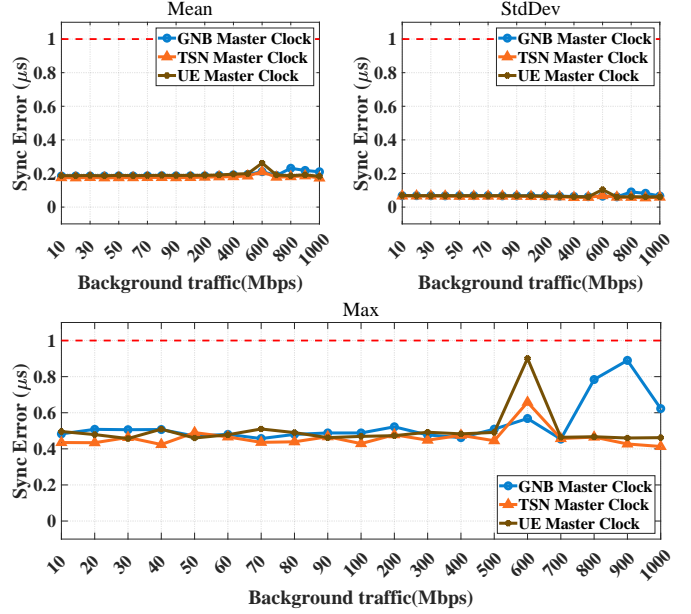 Mean
Sync Error (μs)
1
0.8
0.6
0.4
0.2
0
GNB Master Clock
TSN Master Clock
UE Master Clock
10 30 50 70 90 200 400 600 800 1000
Background traffic(Mbps)
StdDev
Sync Error (μs)
1
0.8
0.6
0.4
0.2
0
GNB Master Clock
TSN Master Clock
UE Master Clock
10 30 50 70 90 200 400 600 800 1000
Background traffic(Mbps)
Max
Sync Error (μs)
1
0.8
0.6
0.4
0.2
0
GNB Master Clock
TSN Master Clock
UE Master Clock
10 20 30 40 50 60 70 80 90 100 200 300 400 500 600 700 800 900 1000
Background traffic(Mbps)